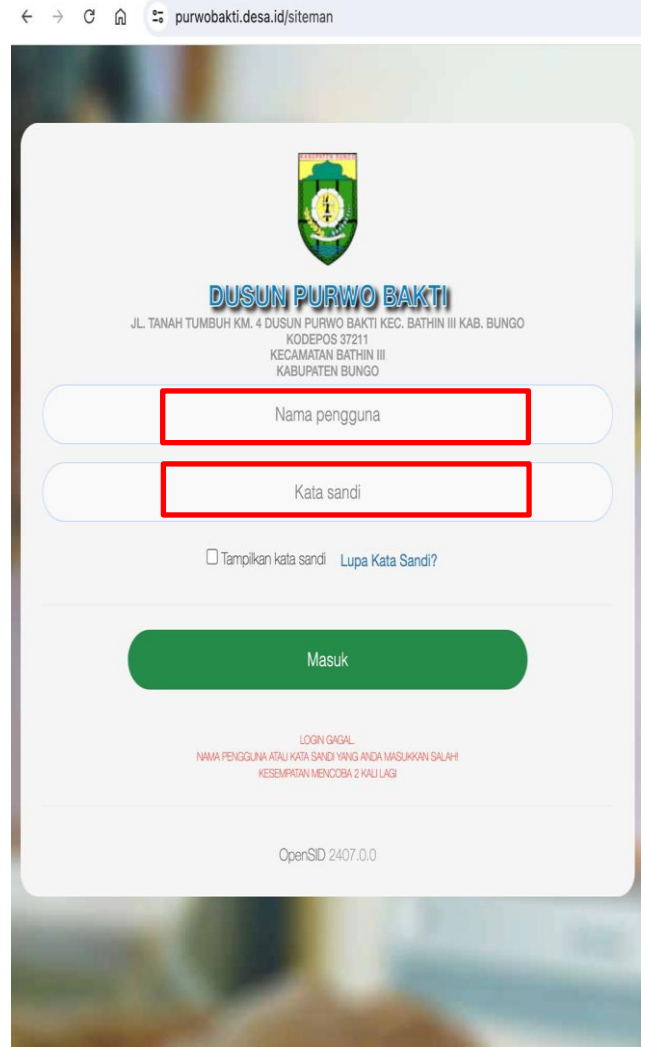 purwobakti.desa.id/siteman
KABUPATEN BUNGO
DUSUN PURWO BAKTI
JL. TANAH TUMBUH KM. 4 DUSUN PURWO BAKTI KEC. BATHIN III KAB. BUNGO
KODEPOS 37211
KECAMATAN BATHIN III
KABUPATEN BUNGO
Nama pengguna
Kata sandi
Tampilkan kata sandi Lupa Kata Sandi?
Masuk
LOGIN GAGAL.
NAMA PENGGUNA ATAU KATA SANDI YANG ANDA MASUKKAN SALAH!
KESEMPATAN MENCOBA 2 KALI LAGI
OpenSID 2407.0.0